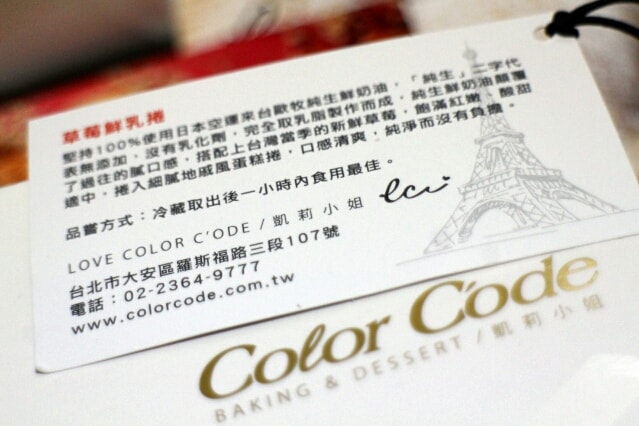 草莓鮮乳捲
堅持100%使用日本空運來台歐牧純生鮮奶油,「純生」二字代
表無添加、沒有乳化劑,完全取乳脂製作而成,純生鮮奶油顛覆
了過往的膩口感,搭配上台灣當季的新鮮草莓,飽滿紅嫩、酸甜
適中,捲入細膩地戚風蛋糕捲,口感清爽,純淨而沒有負擔。
品嘗方式:冷藏取出後一小時內食用最佳。
LOVE COLOR C'ODE / 凱莉小姐
台北市大安區羅斯福路三段107號
電話:02-2364-9777
www.colorcode.com.tw
Color C'ode
BAKING & DESSERT / 凱莉小姐